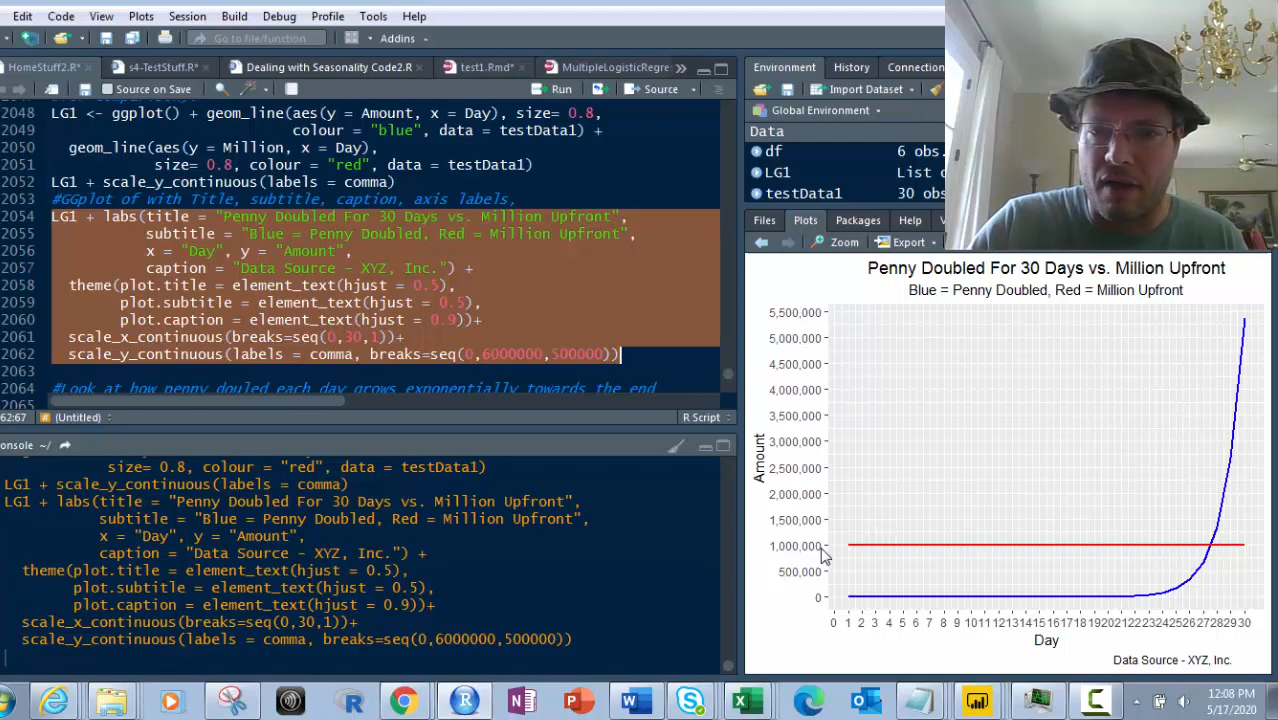 Edit Code View Plots Session Build Debug Profile Tools Help
Go to file/function Addins
HomeStuff2.R* s4-TestStuff.R* Dealing with Seasonality Code2.R test1.Rmd* MultipleLogisticRegre
Source on Save Run Source
2048 LG1 <- ggplot() + geom_line(aes(y = Amount, x = Day), size= 0.8,
2049 colour = "blue", data = testData1) +
2050 geom_line(aes(y = Million, x = Day),
2051 size= 0.8, colour = "red", data = testData1)
2052 LG1 + scale_y_continuous(labels = comma)
2053 #GGplot of with Title, subtitle, caption, axis labels,
2054 LG1 + labs(title = "Penny Doubled For 30 Days vs. Million Upfront",
2055 subtitle = "Blue = Penny Doubled, Red = Million Upfront",
2056 x = "Day", y = "Amount",
2057 caption = "Data Source - XYZ, Inc.") +
2058 theme(plot.title = element_text(hjust = 0.5),
2059 plot.subtitle = element_text(hjust = 0.5),
2060 plot.caption = element_text(hjust = 0.9))+
2061 scale_x_continuous(breaks=seq(0,30,1))+
2062 scale_y_continuous(labels = comma, breaks=seq(0,6000000,500000))
2063
2064 #Look at how penny douled each day grows exponentially towards the end
2065
62:67 (Untitled) R Script
onsole ~/
size= 0.8, colour = "red", data = testData1)
LG1 + scale_y_continuous(labels = comma)
LG1 + labs(title = "Penny Doubled For 30 Days vs. Million Upfront",
subtitle = "Blue = Penny Doubled, Red = Million Upfront",
x = "Day", y = "Amount",
caption = "Data Source - XYZ, Inc.") +
theme(plot.title = element_text(hjust = 0.5),
plot.subtitle = element_text(hjust = 0.5),
plot.caption = element_text(hjust = 0.9))+
scale_x_continuous(breaks=seq(0,30,1))+
scale_y_continuous(labels = comma, breaks=seq(0,6000000,500000))
Environment History Connection
Import Dataset
Global Environment
Data
df 6 obs.
LG1 List o
testData1 30 ob
Files Plots Packages Help
Zoom Export
Penny Doubled For 30 Days vs. Million Upfront
Blue = Penny Doubled, Red = Million Upfront
5,500,000
5,000,000
4,500,000
4,000,000
3,500,000
3,000,000
2,500,000
2,000,000
1,500,000
1,000,000
500,000
0
Amount
0 1 2 3 4 5 6 7 8 9 10 11 12 13 14 15 16 17 18 19 20 21 22 23 24 25 26 27 28 29 30
Day
Data Source - XYZ, Inc.
12:08 PM
5/17/2020